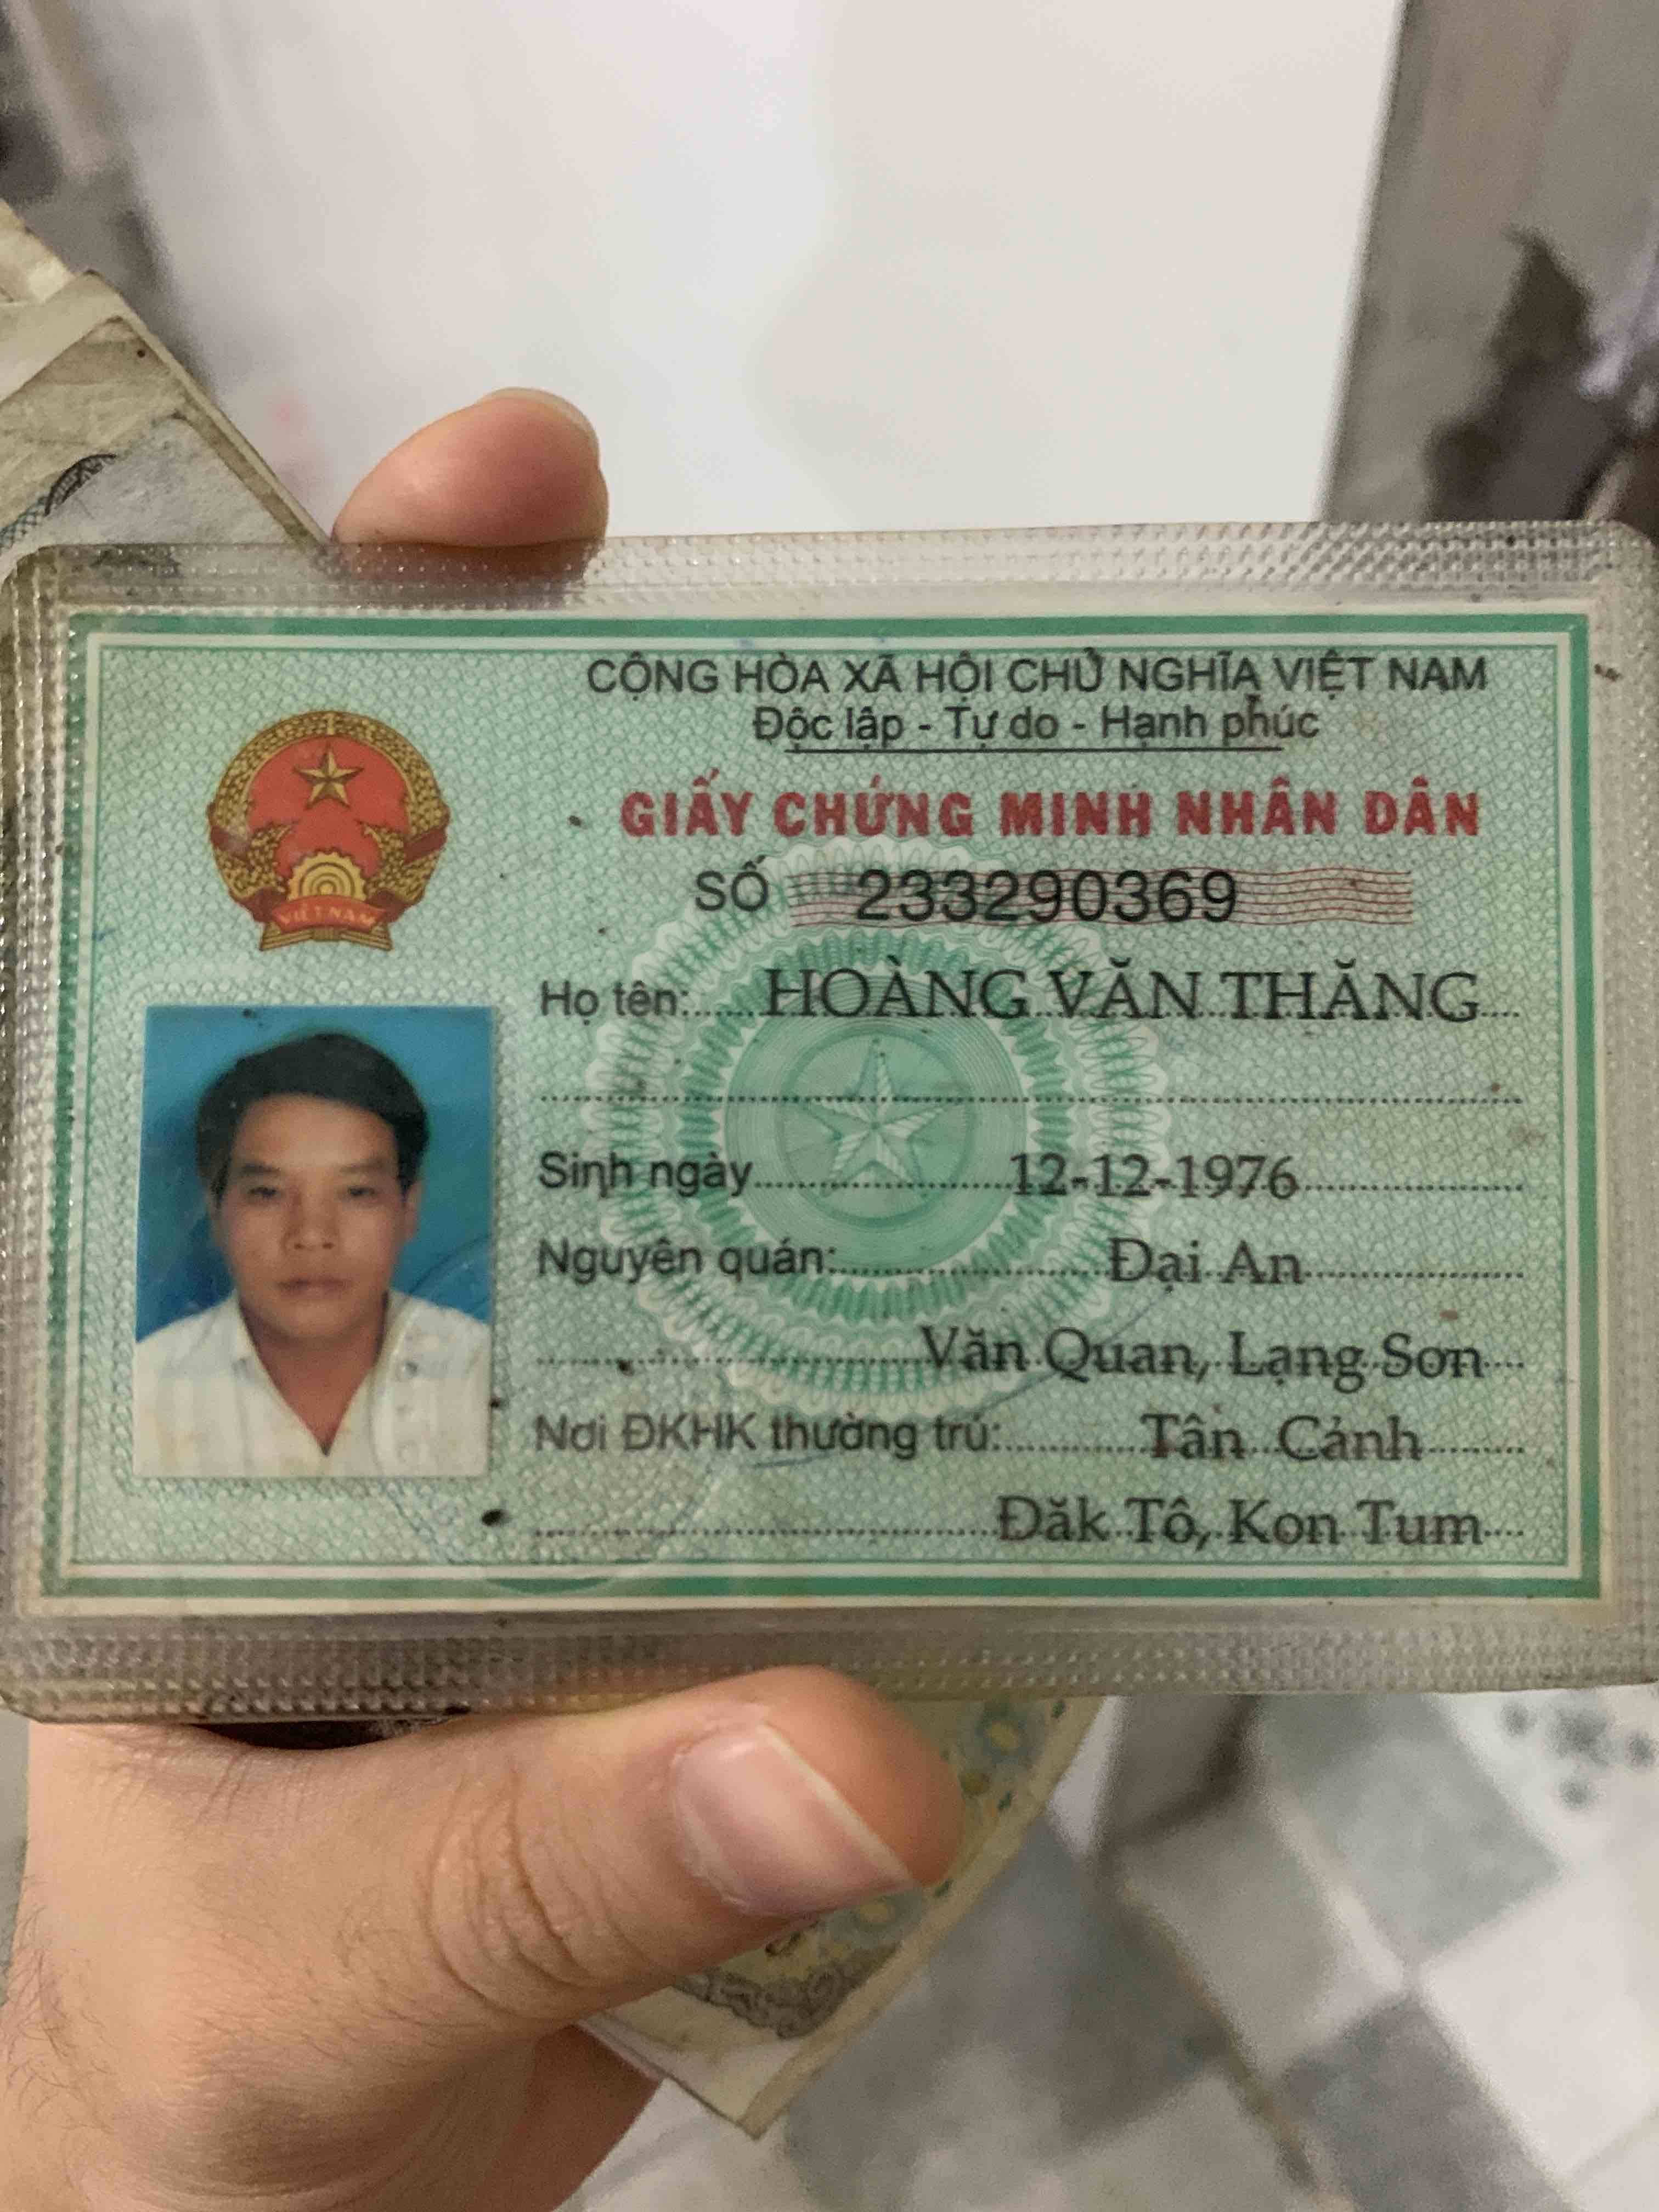 CỘNG HÒA XÃ HỘI CHỦ NGHĨA VIỆT NAM
Độc lập - Tự do - Hạnh phúc
GIẤY CHỨNG MINH NHÂN DÂN
SỐ 233290369
VIỆT NAM
Họ tên: HOÀNG VĂN THĂNG
Sinh ngày 12-12-1976
Nguyên quán: Đại An
Văn Quan, Lạng Sơn
Nơi ĐKHK thường trú: Tân Cảnh
Đăk Tô, Kon Tum